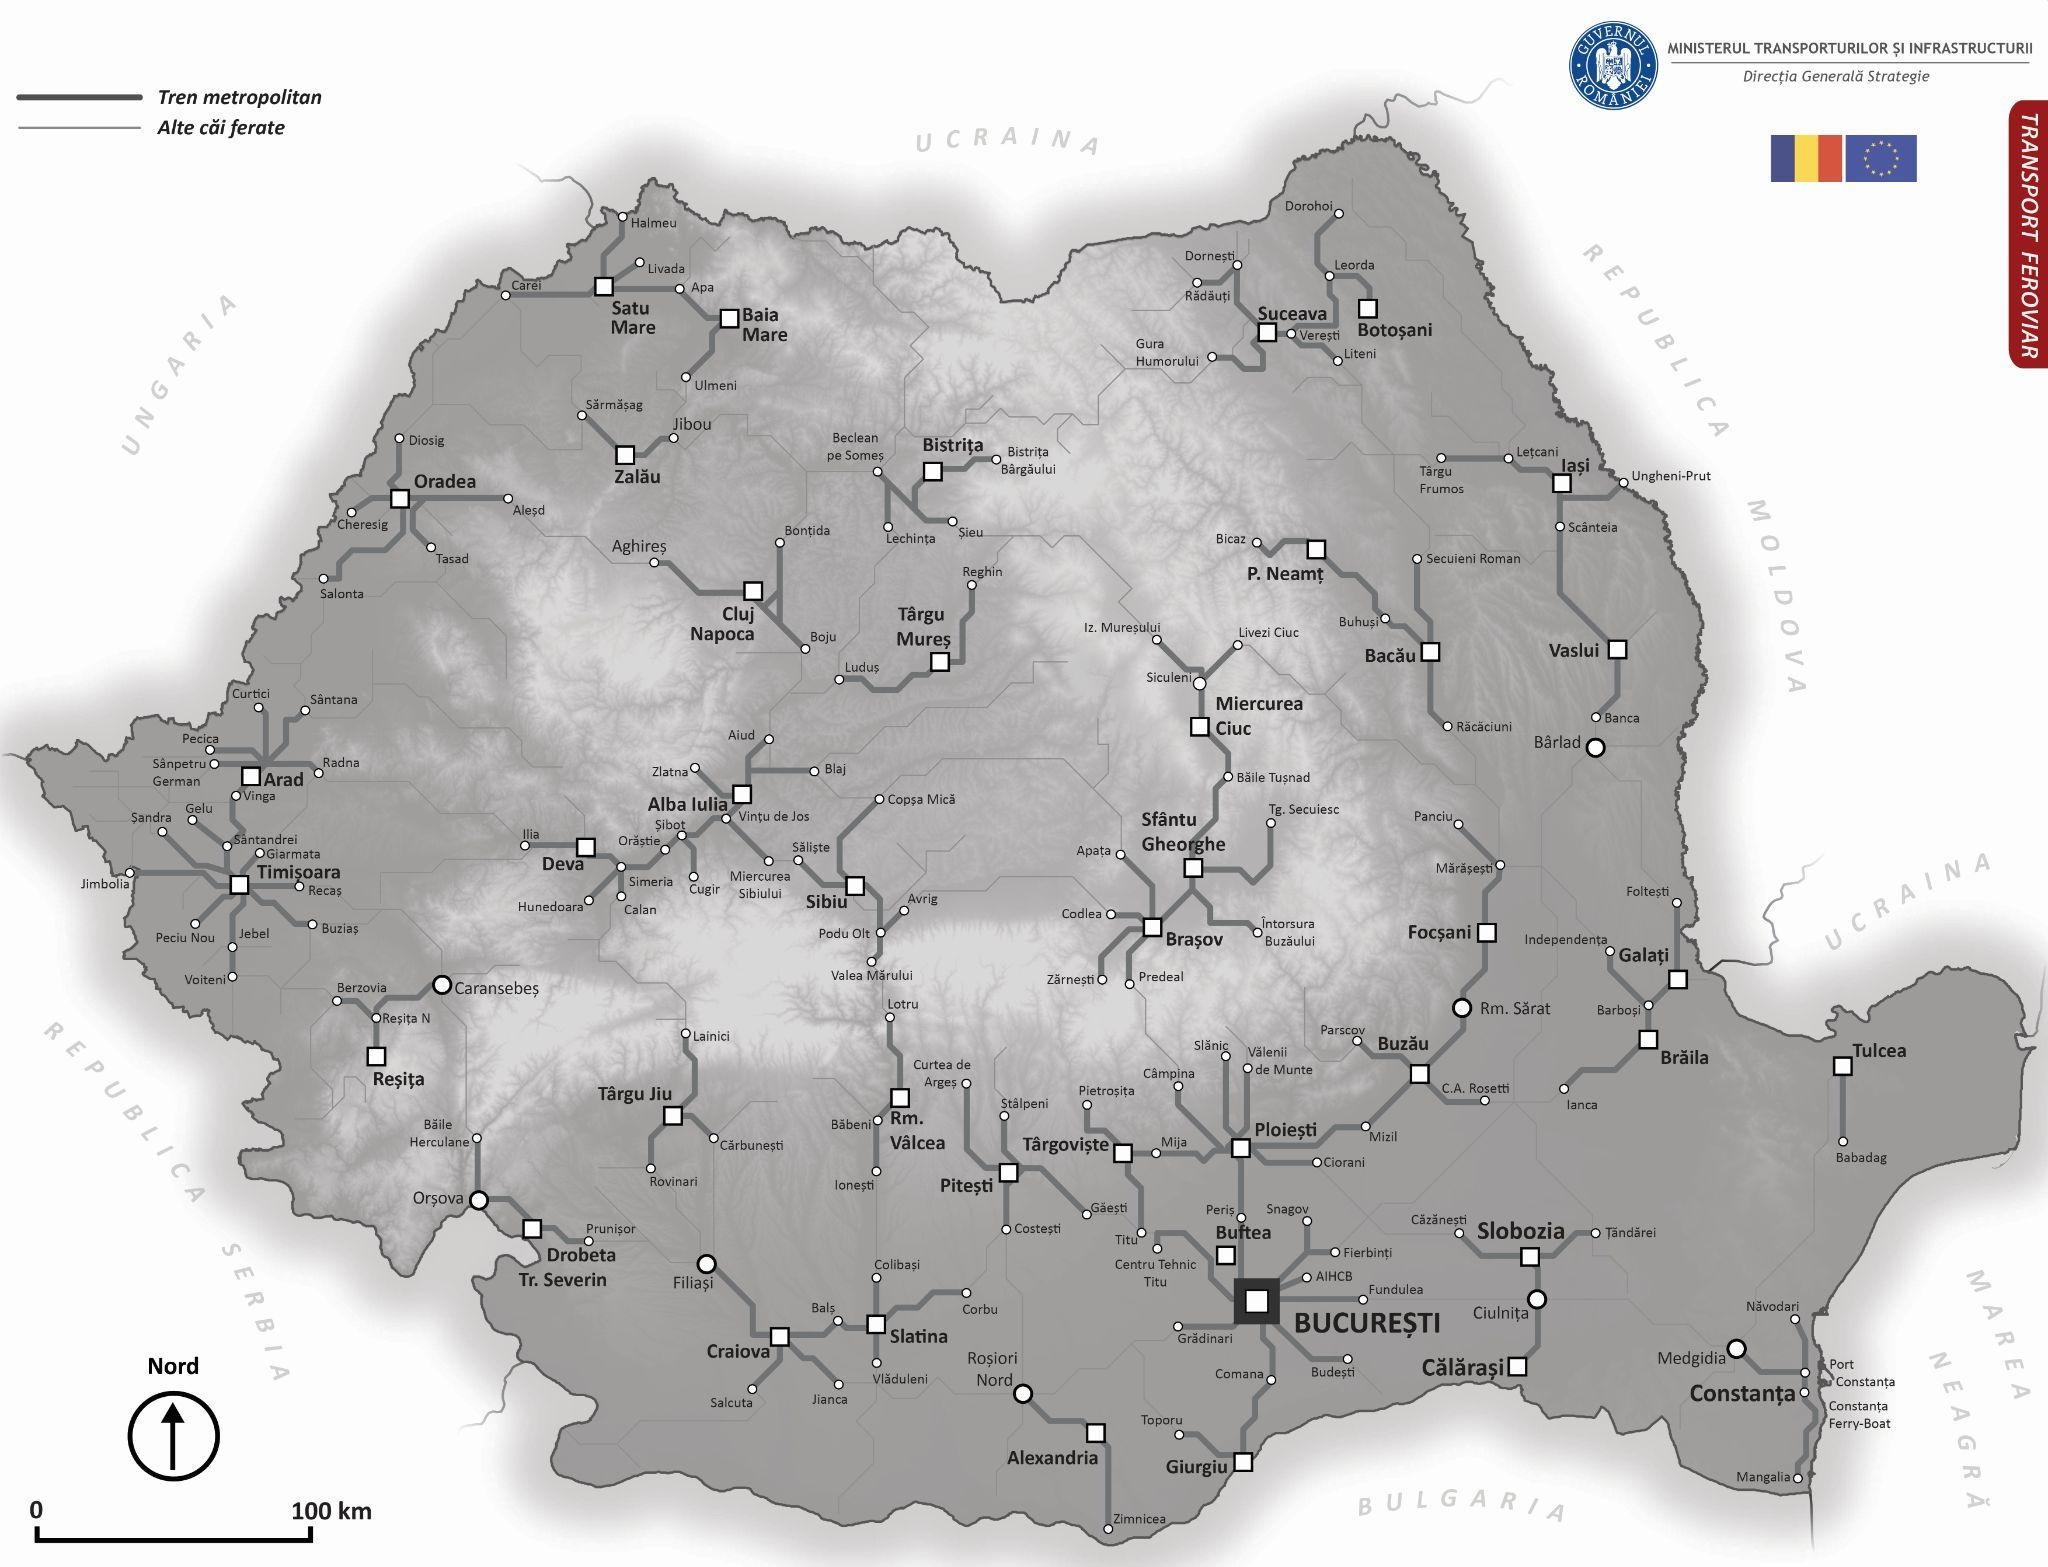 GUVERNUL ROMÂNIEI
MINISTERUL TRANSPORTURILOR ȘI INFRASTRUCTURII
Direcția Generală Strategie
TRANSPORT FEROVIAR
Tren metropolitan
Alte căi ferate
UCRAINA
UNGARIA
REPUBLICA
MOLDOVA
Halmeu
Livada
Carei
Apa
Satu
Mare
Baia
Mare
Ulmeni
Sărmășag
Jibou
Zalău
Dorohoi
Dornești
Leorda
Rădăuți
Suceava
Botoșani
Verești
Gura
Humorului
Liteni
Diosig
Oradea
Aleșd
Cheresig
Tasad
Salonta
Beclean
pe Someș
Bistrița
Bistrița
Bârgăului
Lechința
Șieu
Bonțida
Aghireș
Cluj
Napoca
Boju
Reghin
Târgu
Mureș
Luduș
Târgu
Frumos
Lețcani
Iași
Ungheni-Prut
Scânteia
Bicaz
P. Neamț
Secuieni Roman
Buhuși
Bacău
Vaslui
Răcăciuni
Banca
Bârlad
Iz. Mureșului
Livezi Ciuc
Siculeni
Miercurea
Ciuc
Băile Tușnad
Curtici
Sântana
Pecica
Sânpetru
German
Radna
Arad
Vinga
Gelu
Șandra
Sântandrei
Giarmata
Timișoara
Jimbolia
Recaș
Peciu Nou
Jebel
Buziaș
Voiteni
Aiud
Zlatna
Blaj
Alba Iulia
Vințu de Jos
Copșa Mică
Șibot
Orăștie
Ilia
Deva
Simeria
Cugir
Hunedoara
Calan
Miercurea
Sibiului
Săliște
Sibiu
Avrig
Podu Olt
Valea Mărului
Sfântu
Gheorghe
Tg. Secuiesc
Apața
Codlea
Brașov
Întorsura
Buzăului
Zărnești
Predeal
Panciu
Mărășești
Focșani
Rm. Sărat
Foltești
Independența
Galați
Barboși
Brăila
Ianca
UCRAINA
Tulcea
Babadag
Berzovia
Caransebeș
Reșița N
Reșița
REPUBLICA SERBIA
Băile
Herculane
Orșova
Drobeta
Tr. Severin
Prunișor
Lainici
Târgu Jiu
Cărbunești
Rovinari
Filiași
Lotru
Rm.
Vâlcea
Băbeni
Ionești
Curtea de
Argeș
Stâlpeni
Pitești
Găești
Costești
Pietroșița
Târgoviște
Mija
Titu
Câmpina
Slănic
Vălenii
de Munte
Ploiești
Ciorani
Mizil
Parscov
Buzău
C.A. Rosetti
Periș
Buftea
Centru Tehnic
Titu
Snagov
Fierbinți
AIHCB
Fundulea
BUCUREȘTI
Grădinari
Comana
Budești
Toporu
Giurgiu
Căzănești
Slobozia
Țăndărei
Ciulnița
Călărași
Năvodari
Medgidia
Port
Constanța
Constanța
Constanța
Ferry-Boat
Mangalia
MAREA
NEAGRĂ
Craiova
Balș
Colibași
Corbu
Slatina
Vlăduleni
Salcuta
Jianca
Roșiori
Nord
Alexandria
Zimnicea
BULGARIA
Nord
0
100 km